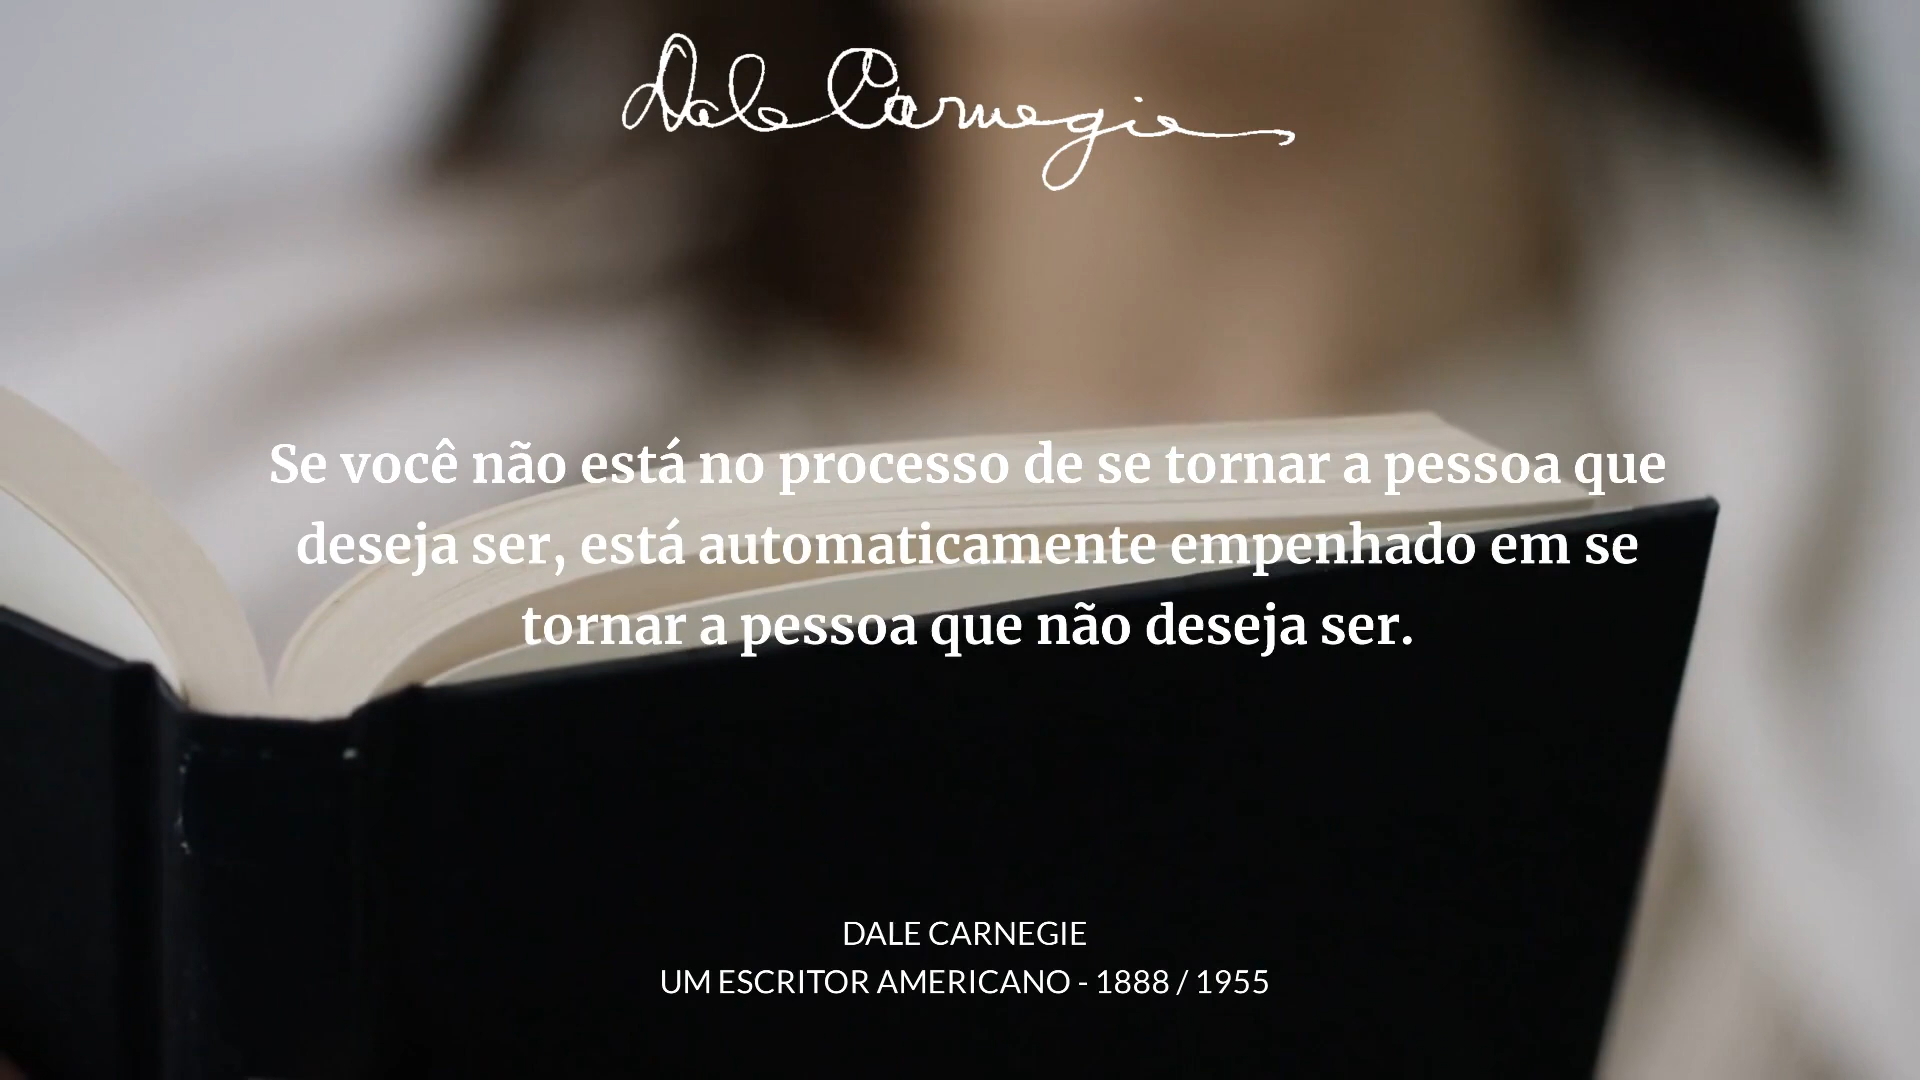 Dale Carnegie
Se você não está no processo de se tornar a pessoa que
deseja ser, está automaticamente empenhado em se
tornar a pessoa que não deseja ser.
DALE CARNEGIE
UM ESCRITOR AMERICANO - 1888 / 1955